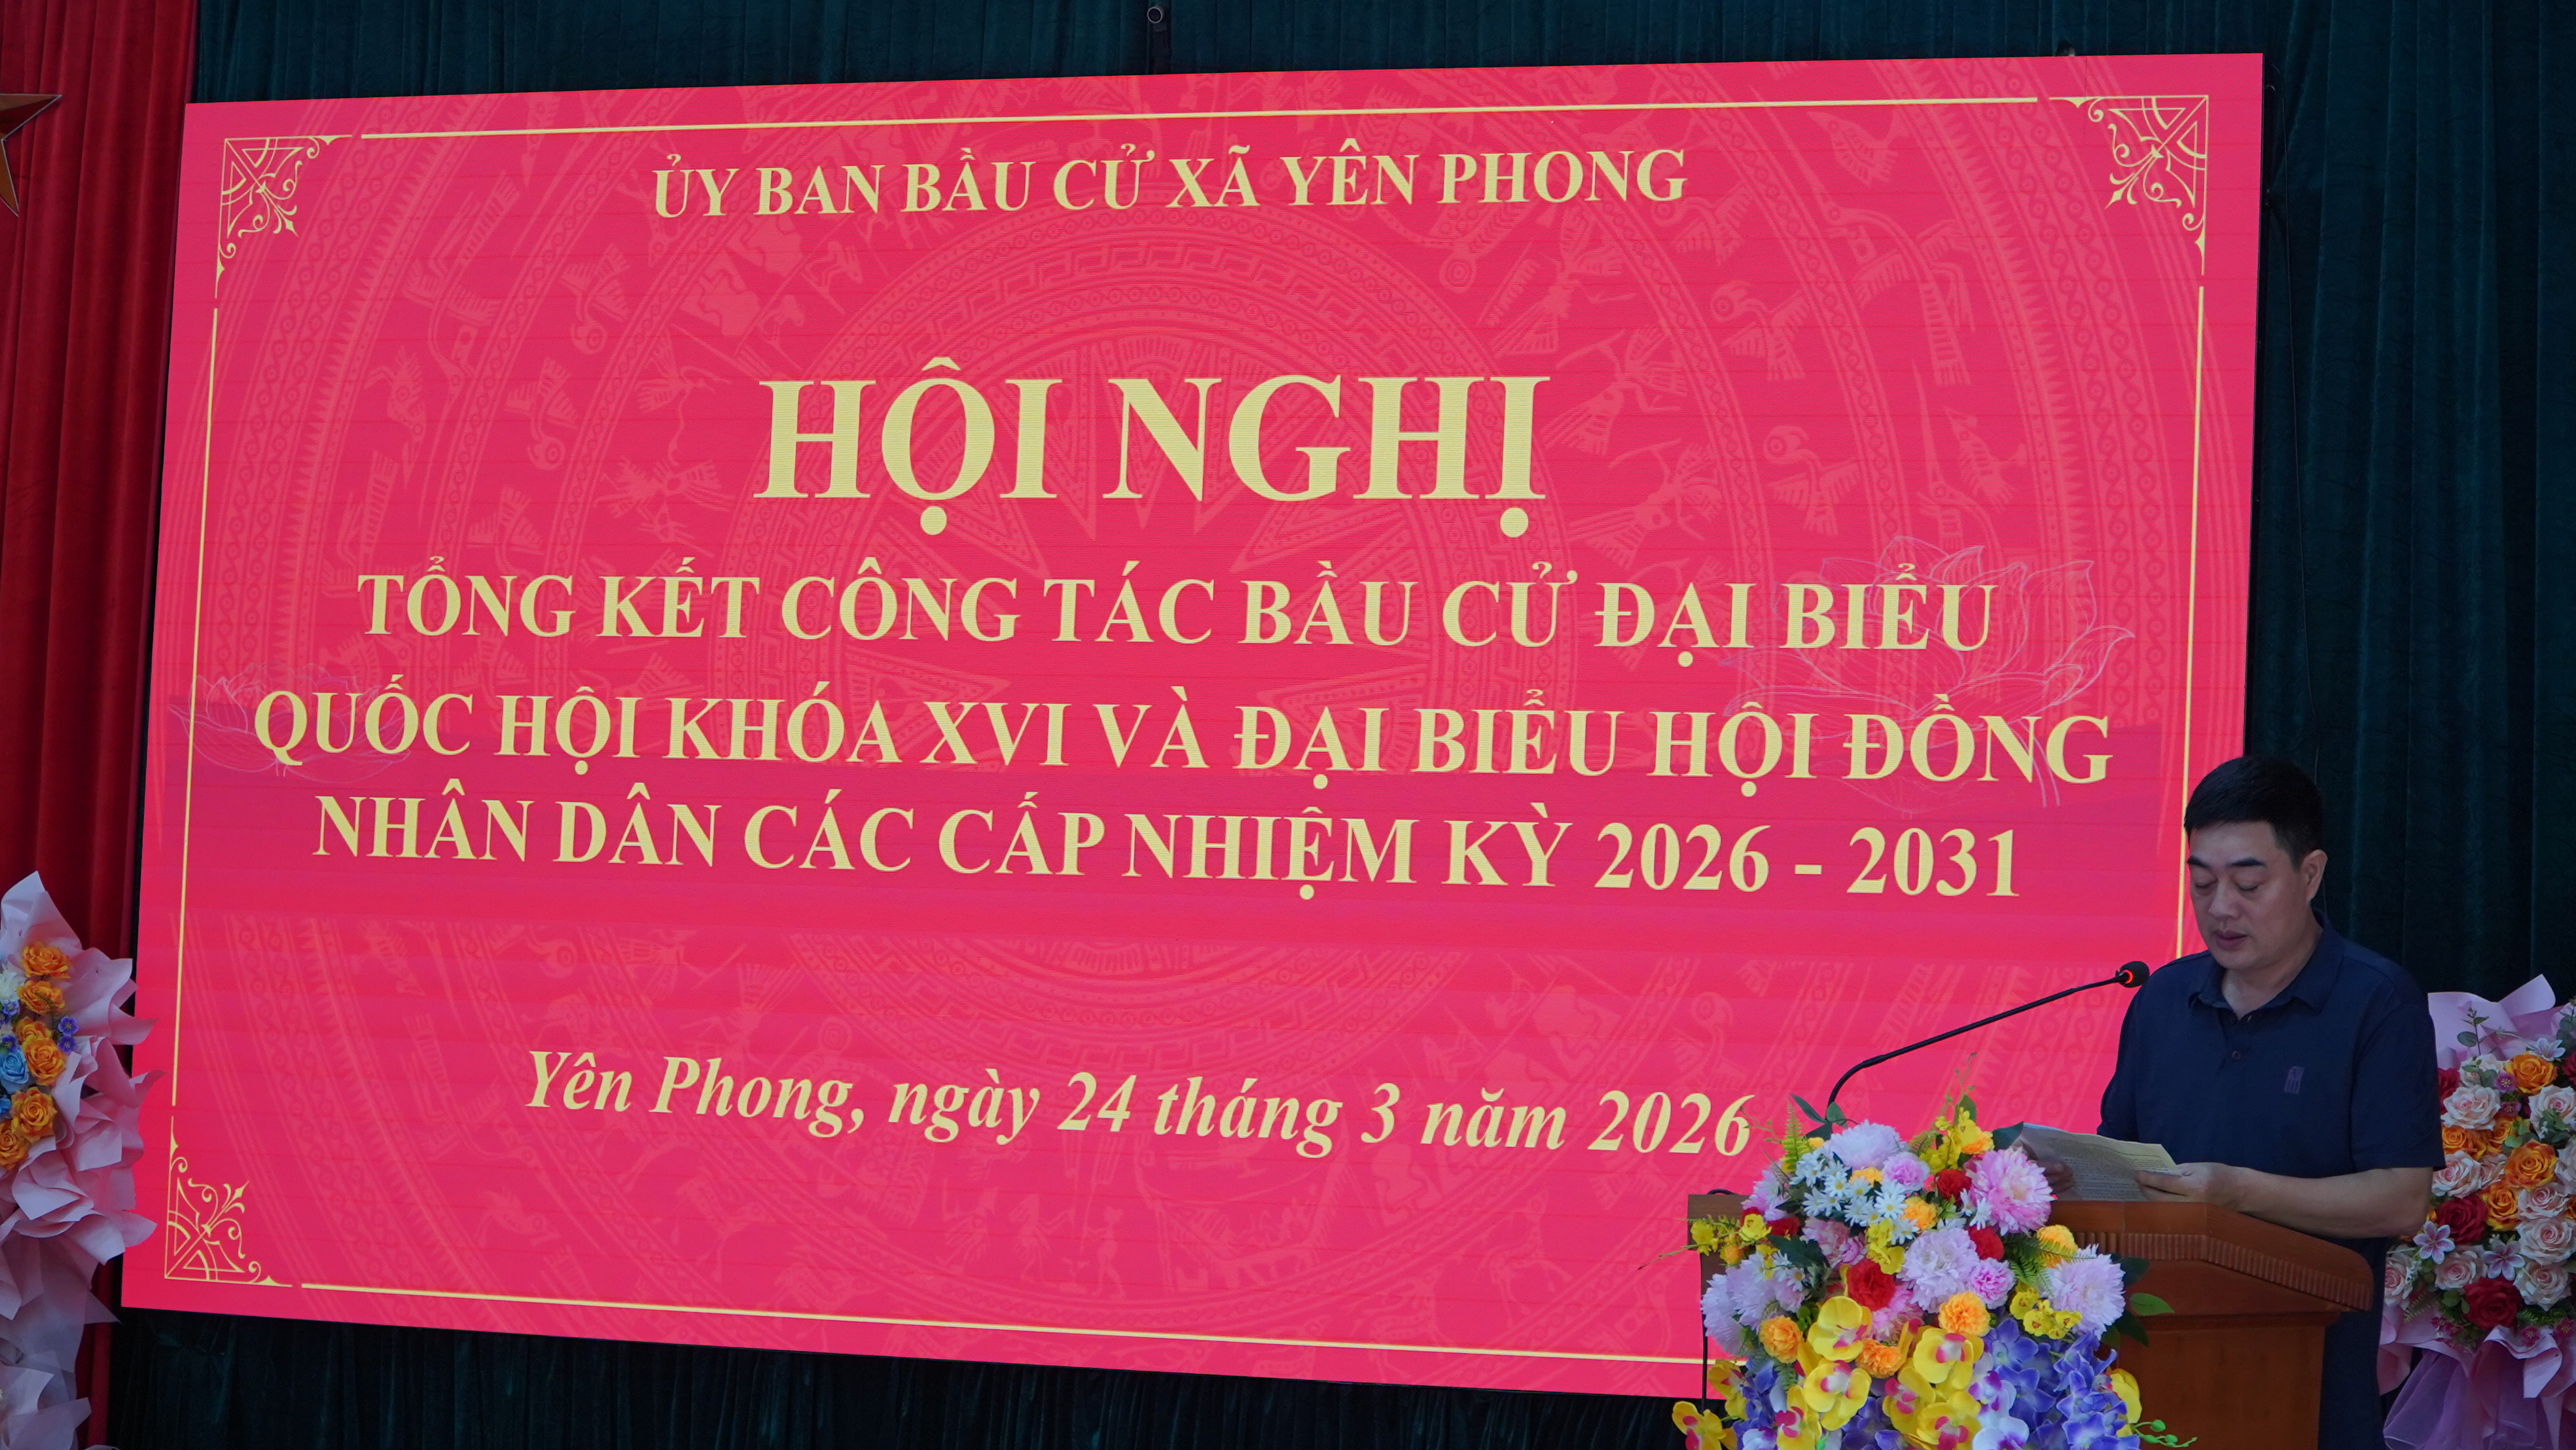 ỦY BAN BẦU CỬ XÃ YÊN PHONG
HỘI NGHỊ
TỔNG KẾT CÔNG TÁC BẦU CỬ ĐẠI BIỂU
QUỐC HỘI KHÓA XVI VÀ ĐẠI BIỂU HỘI ĐỒNG
NHÂN DÂN CÁC CẤP NHIỆM KỲ 2026 - 2031
Yên Phong, ngày 24 tháng 3 năm 2026